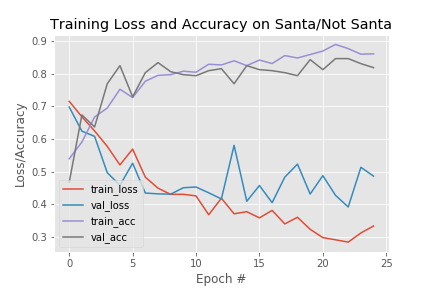 Training Loss and Accuracy on Santa/Not Santa
0.9
0.8
0.7
0.6
0.5
0.4
0.3
Loss/Accuracy
train_loss
val_loss
train_acc
val_acc
0 5 10 15 20 25
Epoch #